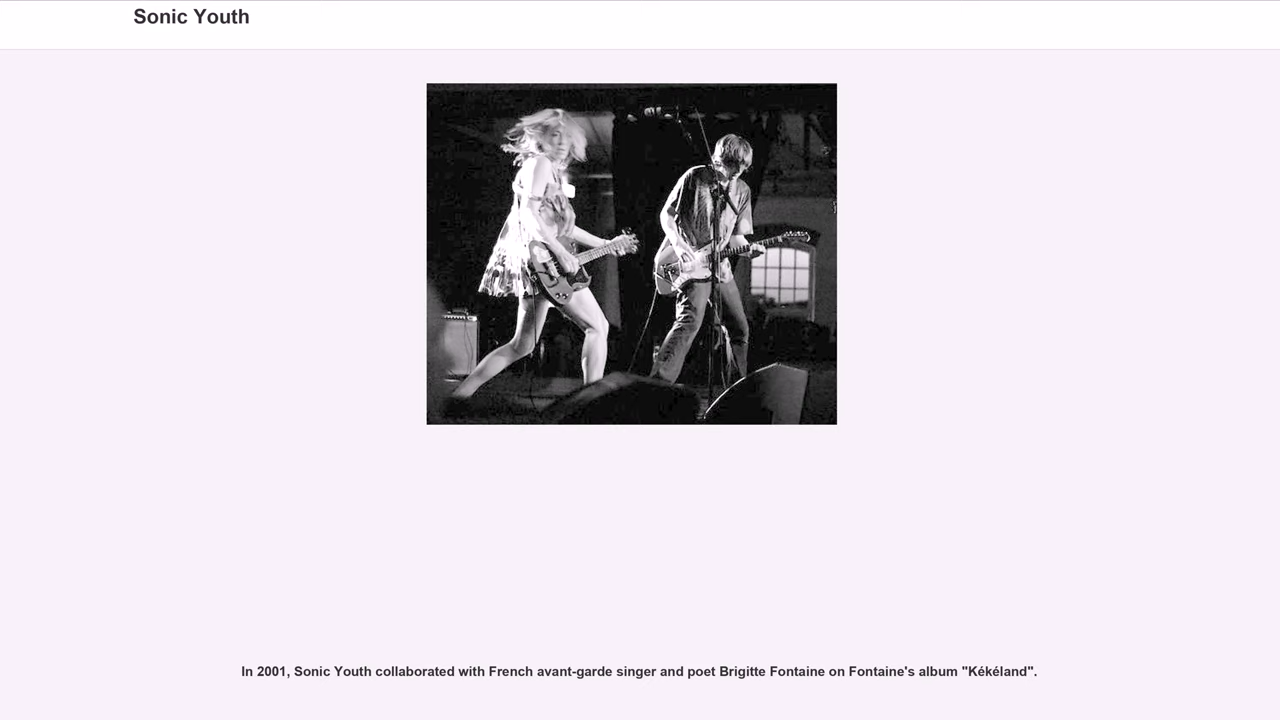 Sonic Youth
In 2001, Sonic Youth collaborated with French avant-garde singer and poet Brigitte Fontaine on Fontaine's album "Kékéland".